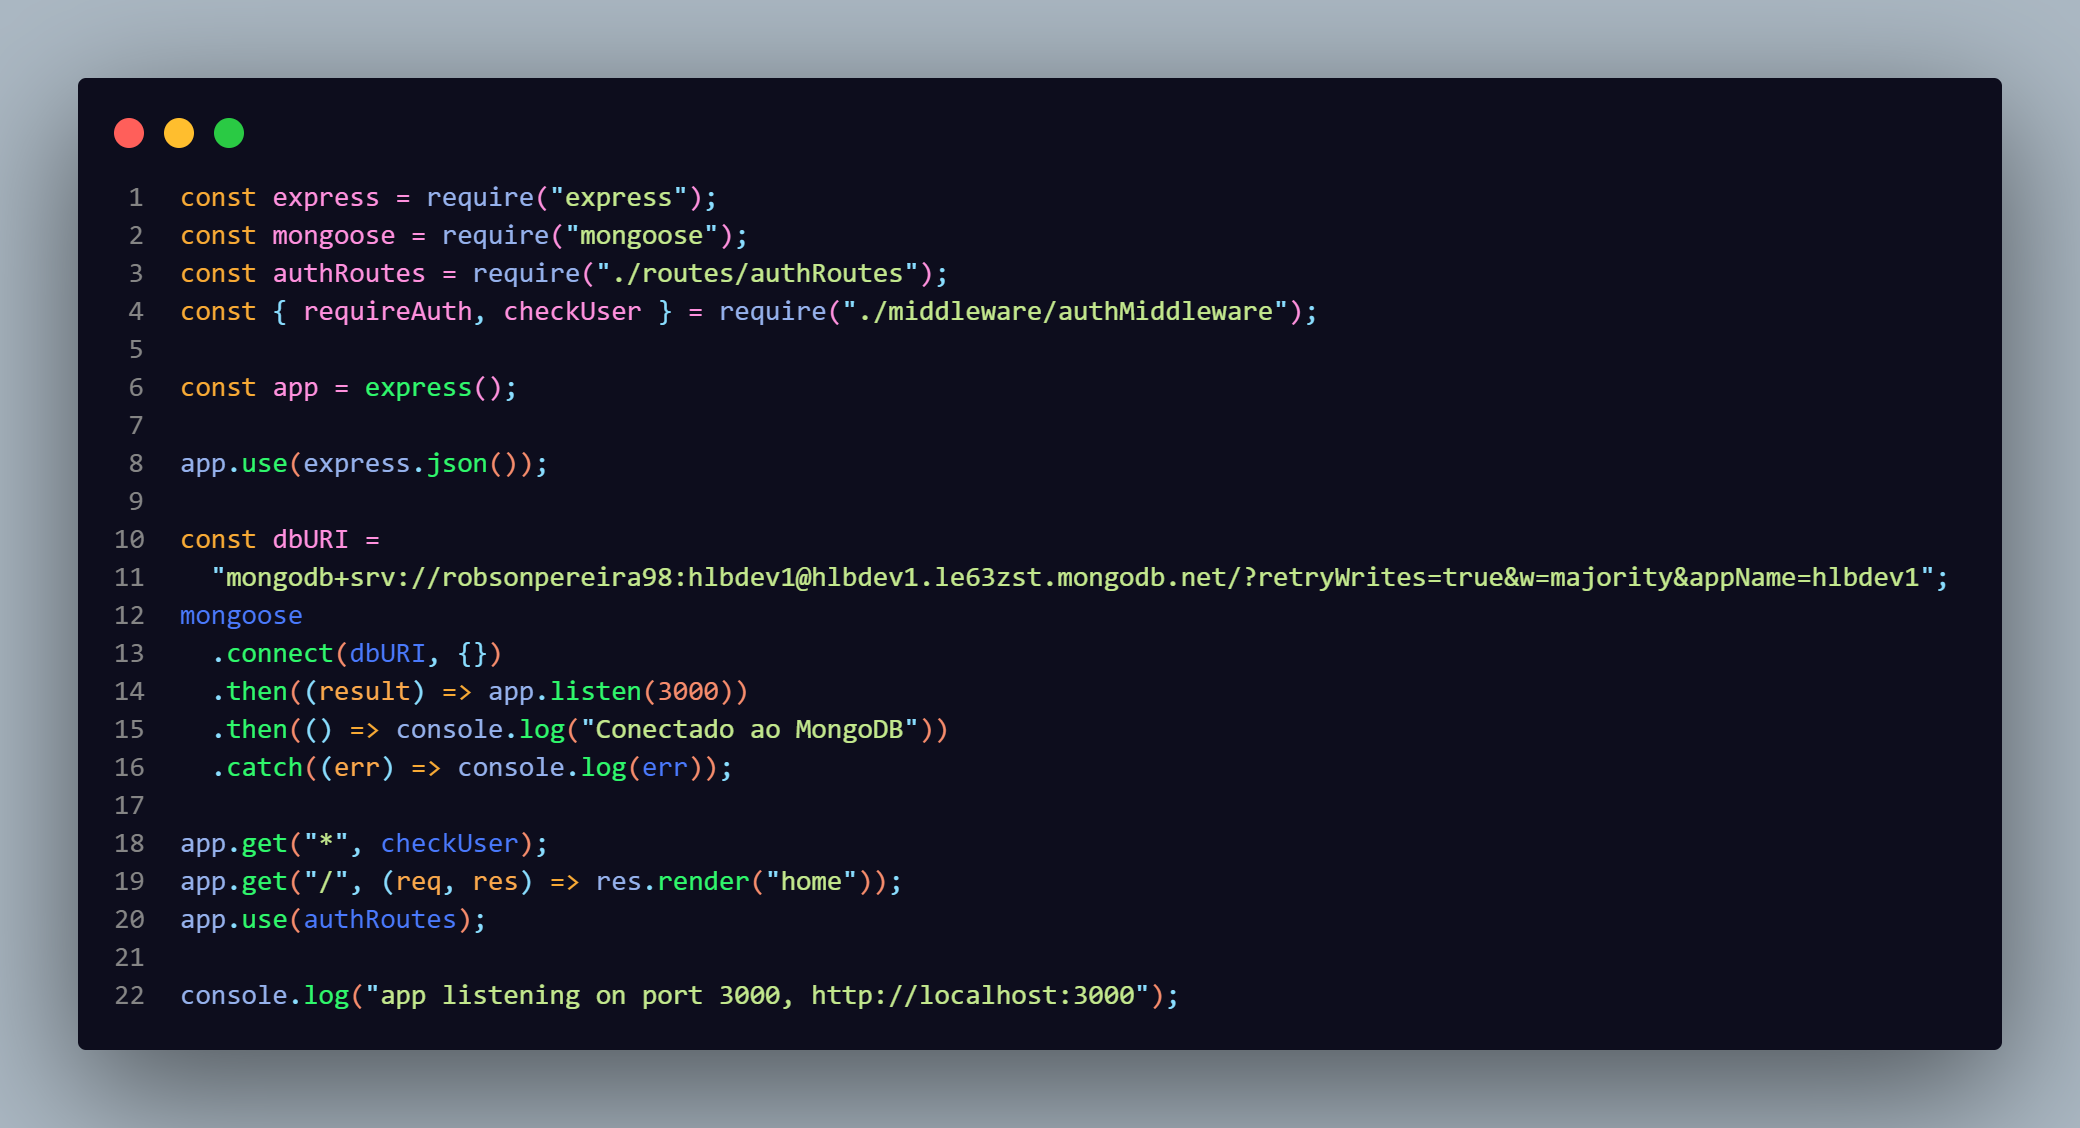 1 const express = require("express");
2 const mongoose = require("mongoose");
3 const authRoutes = require("./routes/authRoutes");
4 const { requireAuth, checkUser } = require("./middleware/authMiddleware");
5
6 const app = express();
7
8 app.use(express.json());
9
10 const dbURI =
11   "mongodb+srv://robsonpereira98:hlbdev1@hlbdev1.le63zst.mongodb.net/?retryWrites=true&w=majority&appName=hlbdev1";
12 mongoose
13   .connect(dbURI, {})
14   .then((result) => app.listen(3000))
15   .then(() => console.log("Conectado ao MongoDB"))
16   .catch((err) => console.log(err));
17
18 app.get("*", checkUser);
19 app.get("/", (req, res) => res.render("home"));
20 app.use(authRoutes);
21
22 console.log("app listening on port 3000, http://localhost:3000");